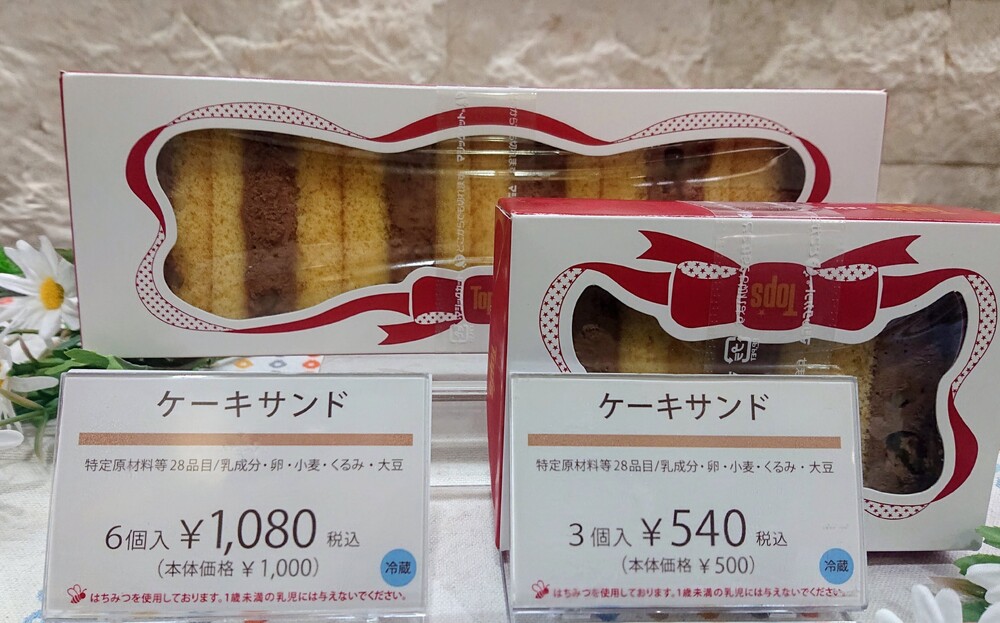 Top
Tops
ケーキサンド
特定原材料等28品目/乳成分・卵・小麦・くるみ・大豆
6個入 ¥1,080 税込
(本体価格 ¥1,000)
冷蔵
はちみつを使用しております。1歳未満の乳児には与えないでください。
ケーキサンド
特定原材料等28品目/乳成分・卵・小麦・くるみ・大豆
3個入 ¥540 税込
(本体価格 ¥500)
冷蔵
はちみつを使用しております。1歳未満の乳児には与えないでください。